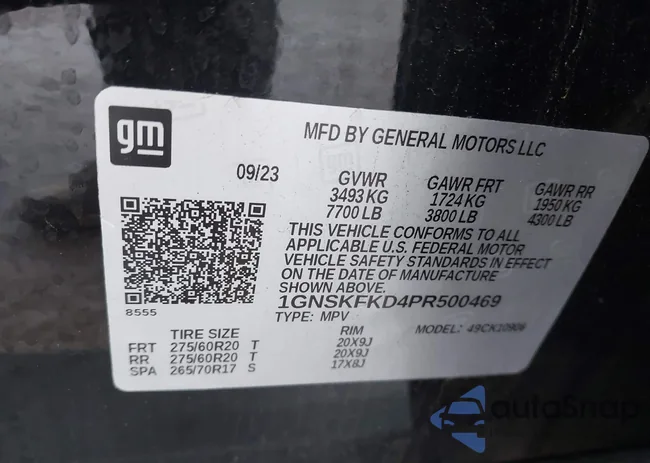 gm
MFD BY GENERAL MOTORS LLC
09/23 GVWR GAWR FRT GAWR RR
3493 KG 1724 KG 1950 KG
7700 LB 3800 LB 4300 LB
THIS VEHICLE CONFORMS TO ALL
APPLICABLE U.S. FEDERAL MOTOR
VEHICLE SAFETY STANDARDS IN EFFECT
ON THE DATE OF MANUFACTURE
SHOWN ABOVE.
1GNSKFKD4PR500469
8555
TYPE: MPV MODEL: 49CK10906
TIRE SIZE RIM
FRT 275/60R20 T 20X9J
RR 275/60R20 T 20X9J
SPA 265/70R17 S 17X8J
autoSnap